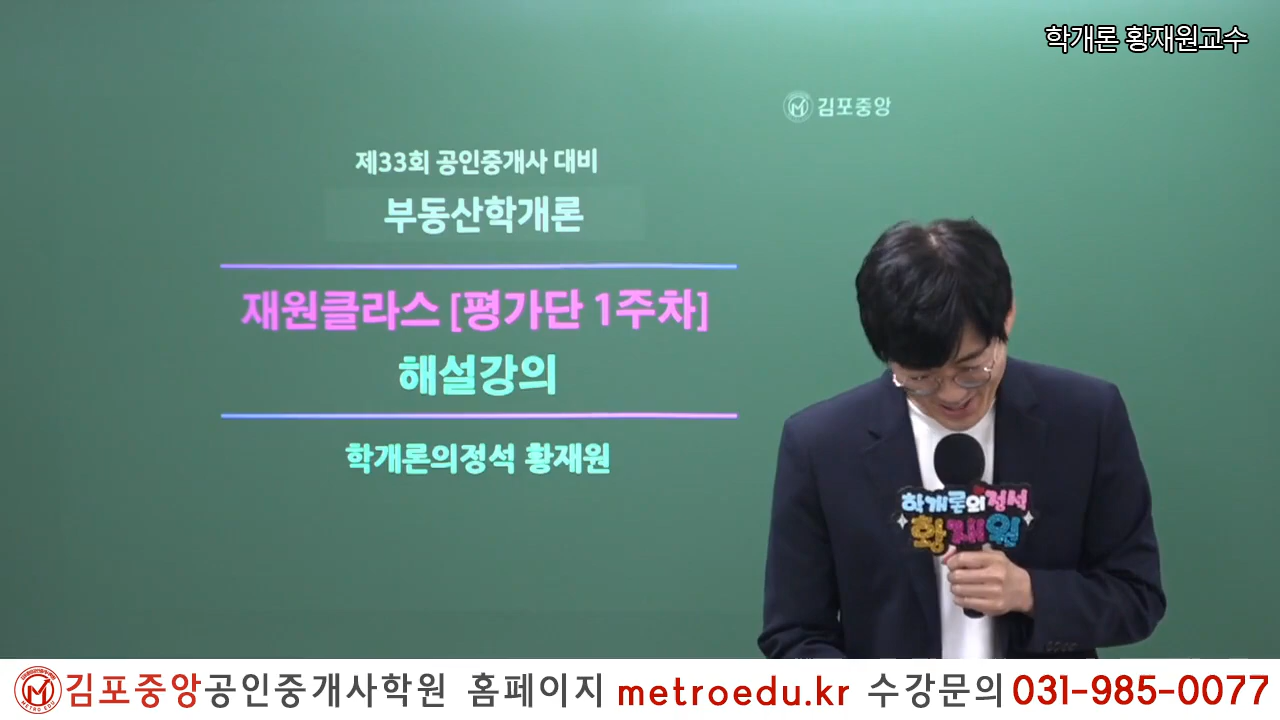 학개론 황재원교수
김포중앙
제33회 공인중개사 대비
부동산학개론
재원클라스 [평가단 1주차]
해설강의
학개론의정석 황재원
학개론의정석
황재원
METRO EDU
김포중앙공인중개사학원 홈페이지 metroedu.kr 수강문의 031-985-0077